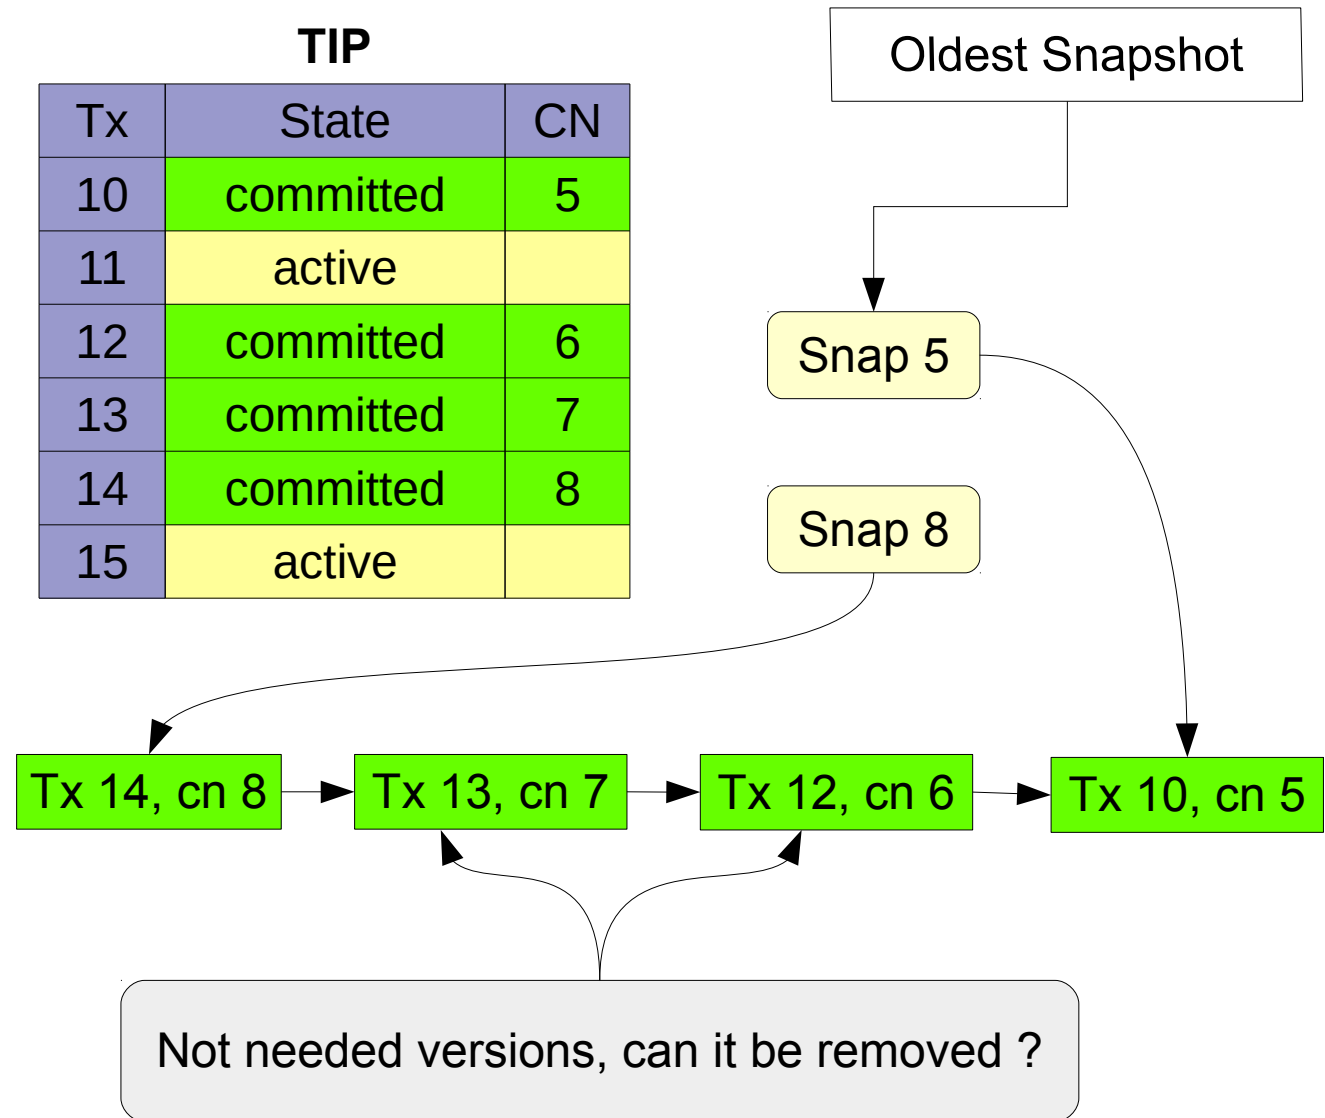 TIP
Tx State CN
10 committed 5
11 active
12 committed 6
13 committed 7
14 committed 8
15 active
Oldest Snapshot
Snap 5
Snap 8
Tx 14, cn 8
Tx 13, cn 7
Tx 12, cn 6
Tx 10, cn 5
Not needed versions, can it be removed ?